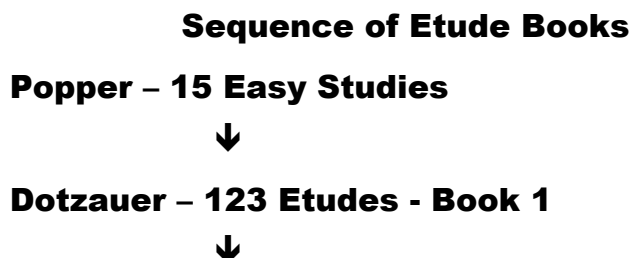 Sequence of Etude Books
Popper – 15 Easy Studies
↓
Dotzauer – 123 Etudes - Book 1
↓